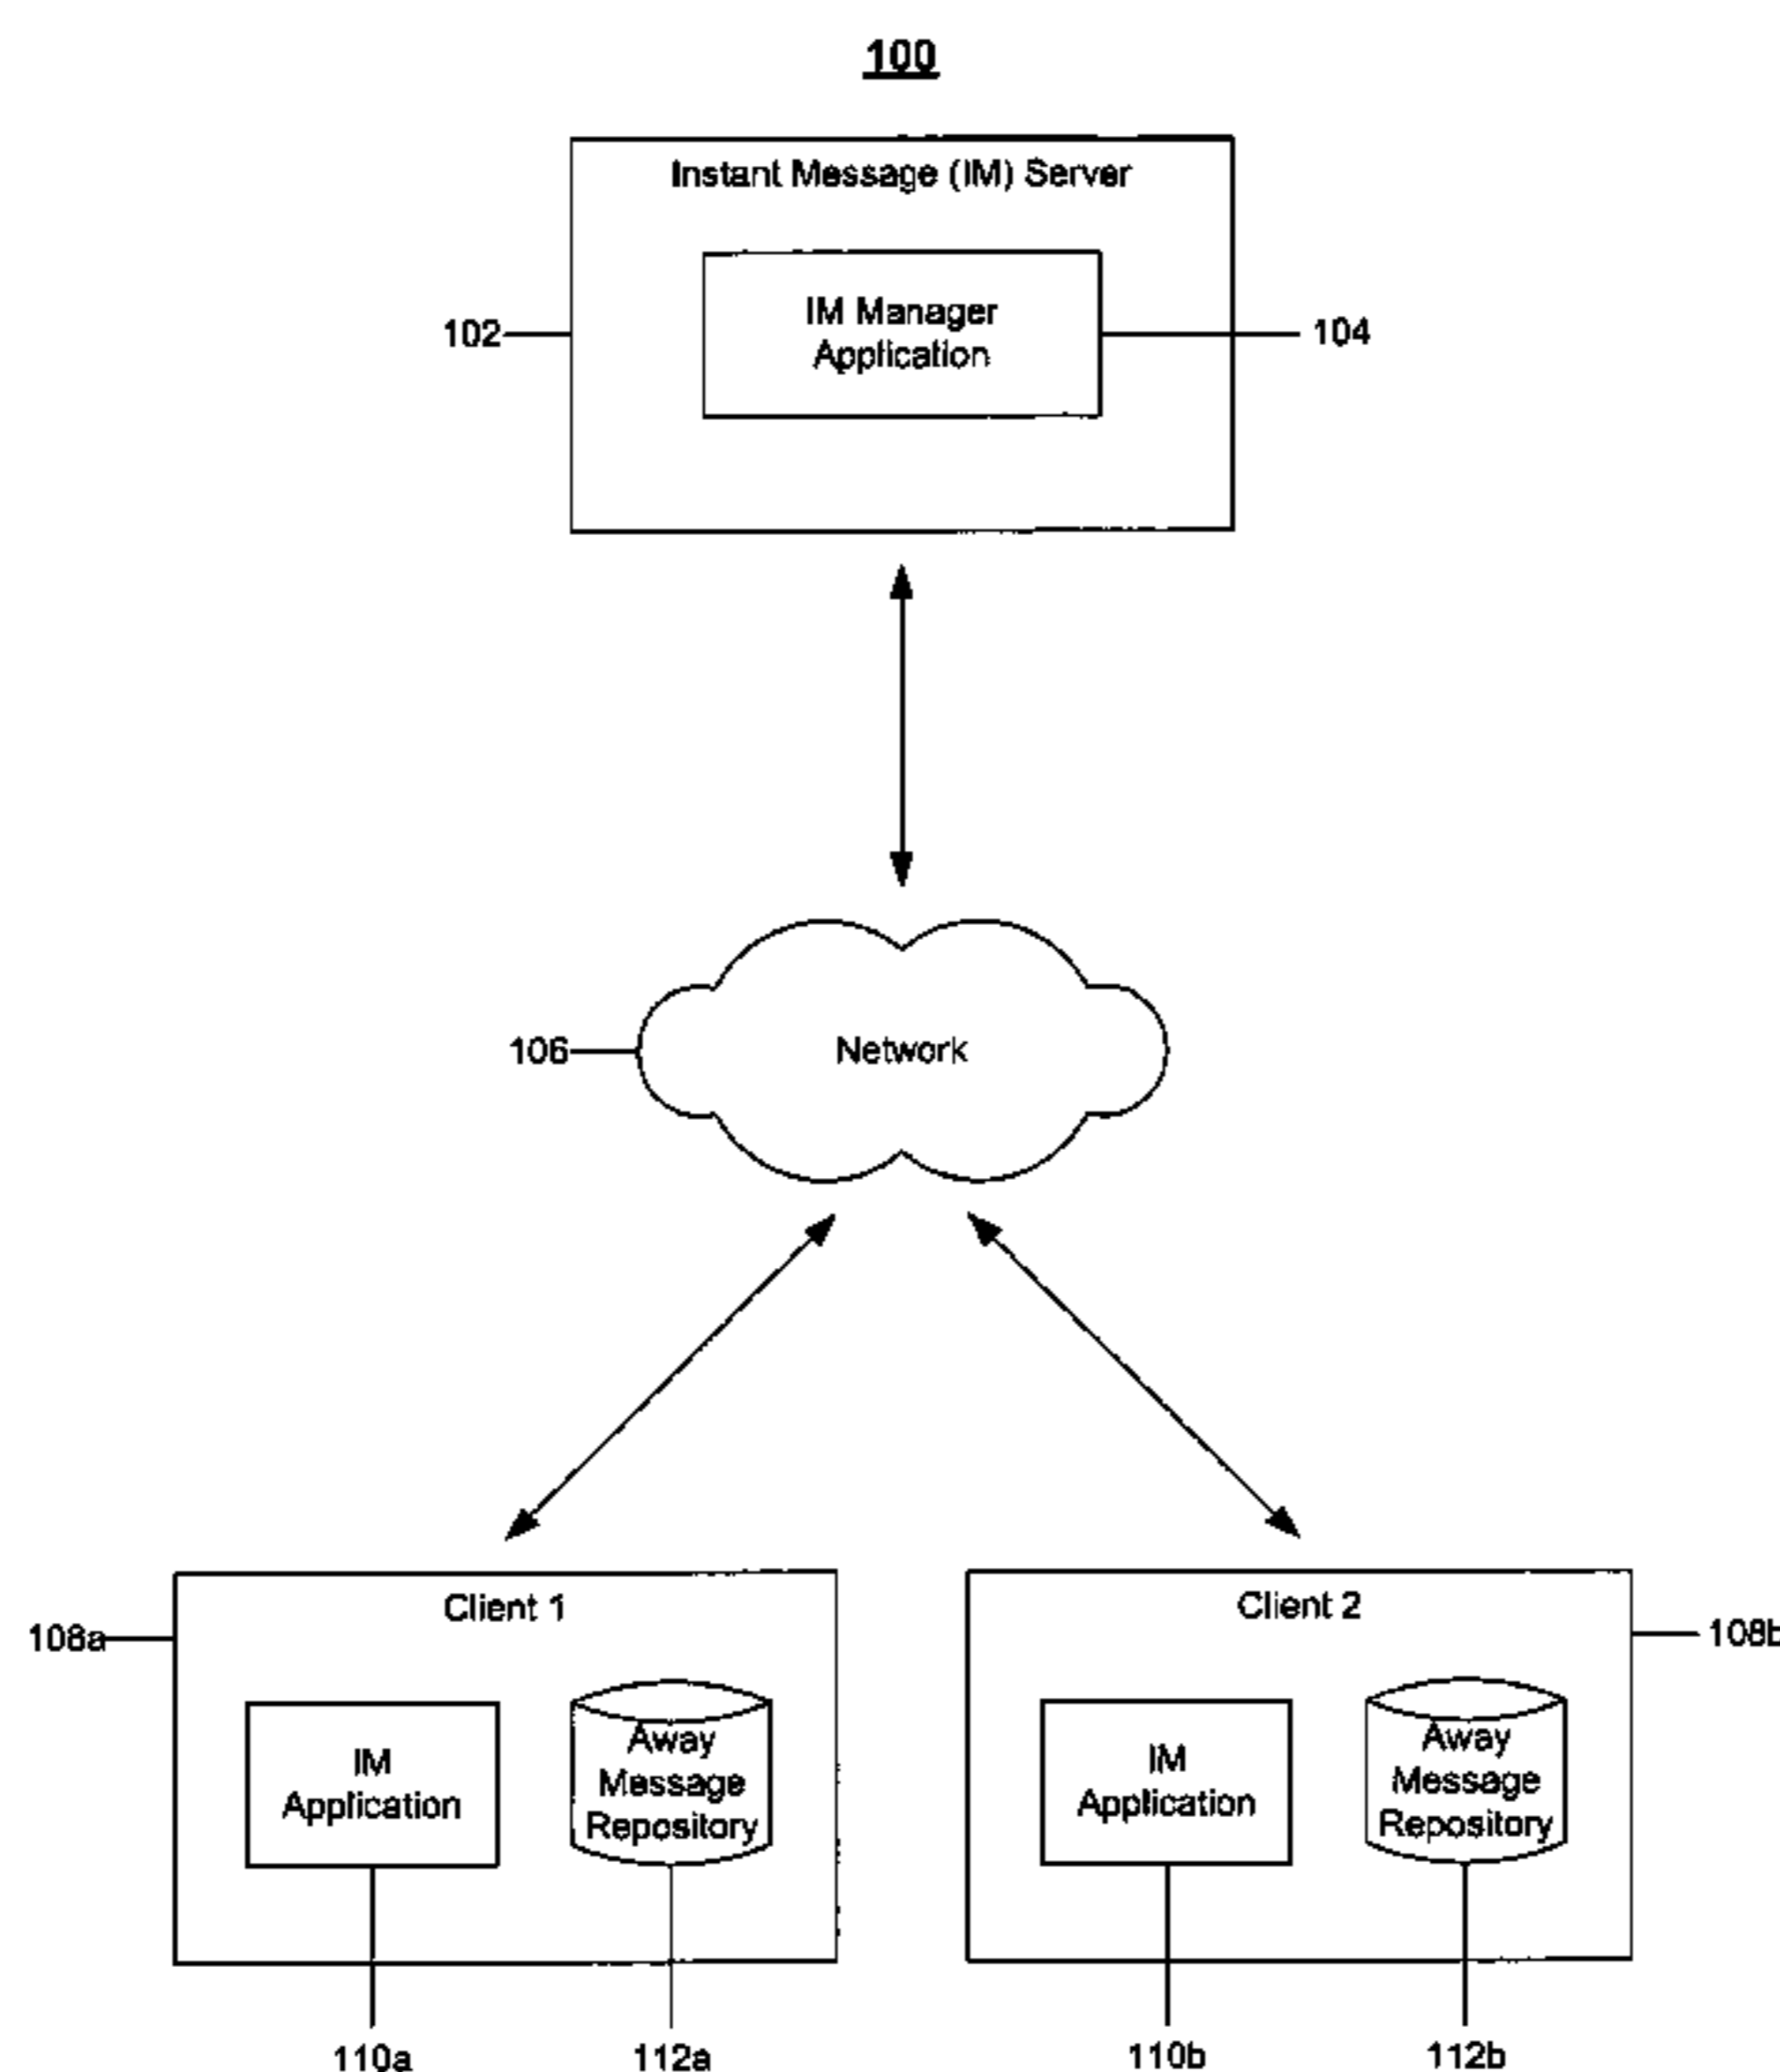 100
Instant Message (IM) Server
IM Manager
Application
102
104
106
Network
Client 1
Client 2
108a
108b
IM
Application
Away
Message
Repository
IM
Application
Away
Message
Repository
110a
112a
110b
112b